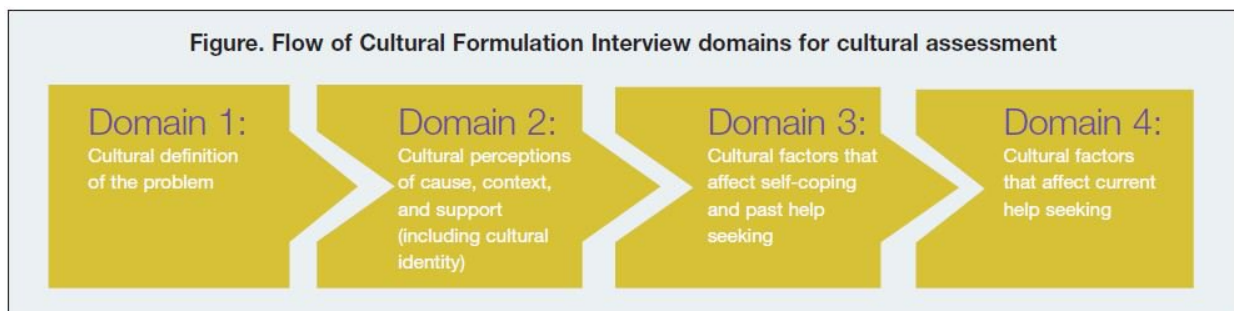 Figure. Flow of Cultural Formulation Interview domains for cultural assessment
Domain 1:
Cultural definition
of the problem
Domain 2:
Cultural perceptions
of cause, context,
and support
(including cultural
identity)
Domain 3:
Cultural factors that
affect self-coping
and past help
seeking
Domain 4:
Cultural factors
that affect current
help seeking